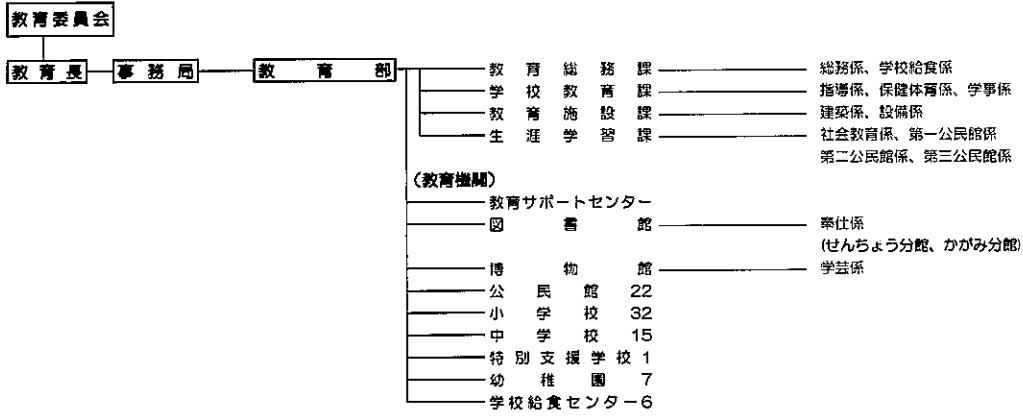 教育委員会
教育長 事務局 教育部
教育総務課 総務係、学校給食係
学校教育課 指導係、保健体育係、学事係
教育施設課 建築係、設備係
生涯学習課 社会教育係、第一公民館係
第二公民館係、第三公民館係
(教育機関)
教育サポートセンター
図書館 奉仕係
(せんちょう分館、かがみ分館)
博物館 学芸係
公民館 22
小学校 32
中学校 15
特別支援学校 1
幼稚園 7
学校給食センター6